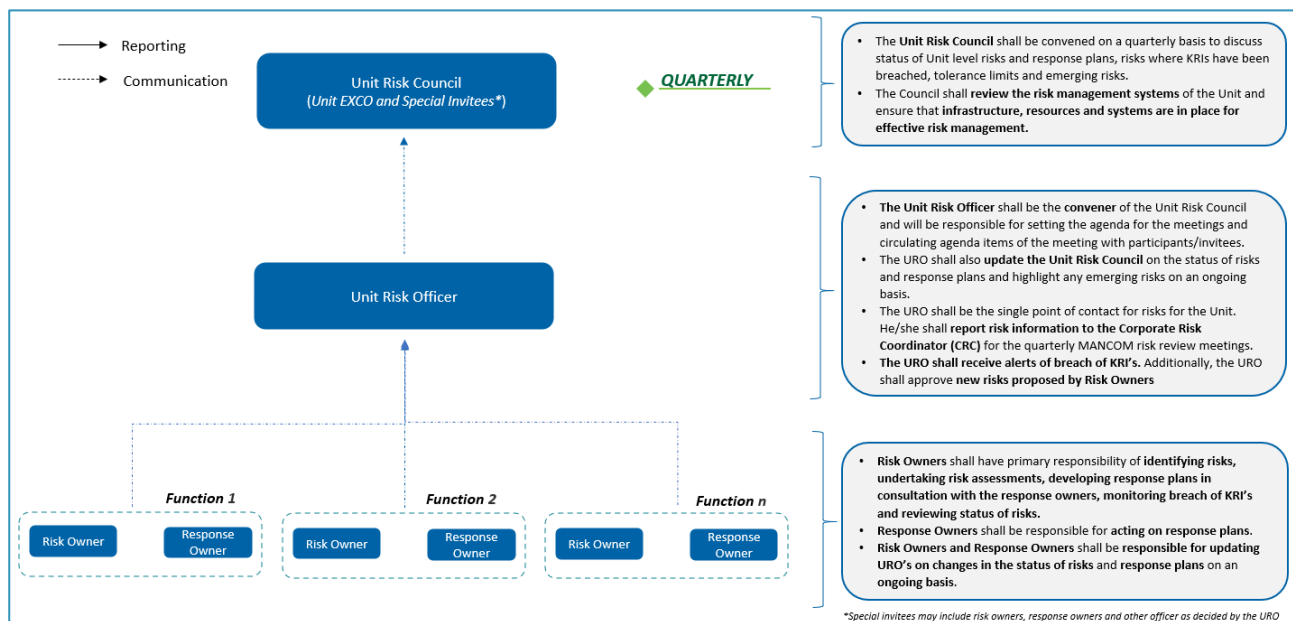 Reporting
Communication
Unit Risk Council
(Unit EXCO and Special Invitees*)
QUARTERLY
• The Unit Risk Council shall be convened on a quarterly basis to discuss
status of Unit level risks and response plans, risks where KRIs have been
breached, tolerance limits and emerging risks.
• The Council shall review the risk management systems of the Unit and
ensure that infrastructure, resources and systems are in place for
effective risk management.
Unit Risk Officer
• The Unit Risk Officer shall be the convener of the Unit Risk Council
and will be responsible for setting the agenda for the meetings and
circulating agenda items of the meeting with participants/invitees.
• The URO shall also update the Unit Risk Council on the status of risks
and response plans and highlight any emerging risks on an ongoing
basis.
• The URO shall be the single point of contact for risks for the Unit.
He/she shall report risk information to the Corporate Risk
Coordinator (CRC) for the quarterly MANCOM risk review meetings.
• The URO shall receive alerts of breach of KRI's. Additionally, the URO
shall approve new risks proposed by Risk Owners
Function 1
Risk Owner
Response
Owner
Function 2
Risk Owner
Response
Owner
Function n
Risk Owner
Response
Owner
• Risk Owners shall have primary responsibility of identifying risks,
undertaking risk assessments, developing response plans in
consultation with the response owners, monitoring breach of KRI's
and reviewing status of risks.
• Response Owners shall be responsible for acting on response plans.
• Risk Owners and Response Owners shall be responsible for updating
URO's on changes in the status of risks and response plans on an
ongoing basis.
*Special invitees may include risk owners, response owners and other officer as decided by the URO